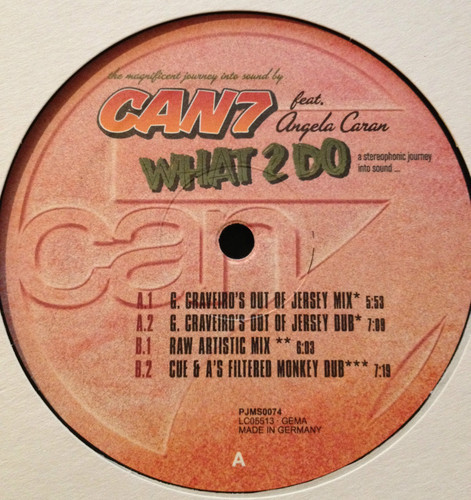 the magnificent journey into sound by
CAN7 feat. Angela Caran
WHAT 2 DO
a stereophonic journey
into sound ...
can
A.1 G. CRAVEIRO'S OUT OF JERSEY MIX* 5:53
A.2 G. CRAVEIRO'S OUT OF JERSEY DUB* 7:09
B.1 RAW ARTISTIC MIX ** 6:03
B.2 CUE & A'S FILTERED MONKEY DUB*** 7:19
PJMS0074
LC05513 · GEMA
MADE IN GERMANY
A